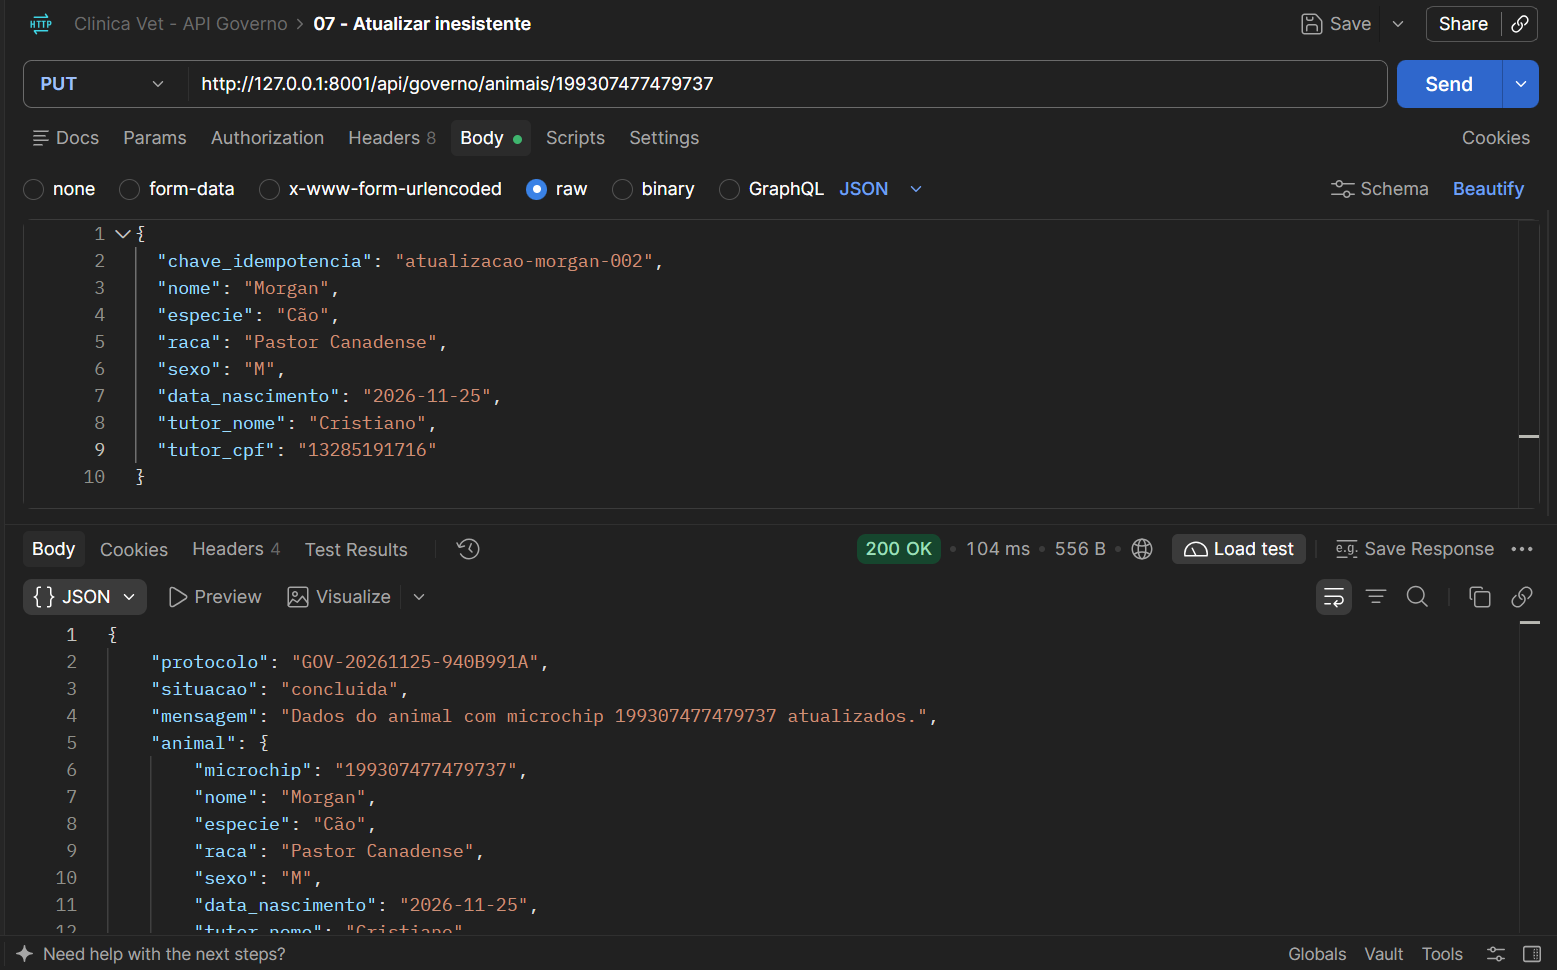 HTTP Clinica Vet - API Governo > 07 - Atualizar inesistente Save Share
PUT http://127.0.0.1:8001/api/governo/animais/199307477479737 Send
Docs Params Authorization Headers 8 Body Scripts Settings Cookies
none form-data x-www-form-urlencoded raw binary GraphQL JSON Schema Beautify
1 {
2 "chave_idempotencia": "atualizacao-morgan-002",
3 "nome": "Morgan",
4 "especie": "Cão",
5 "raca": "Pastor Canadense",
6 "sexo": "M",
7 "data_nascimento": "2026-11-25",
8 "tutor_nome": "Cristiano",
9 "tutor_cpf": "13285191716"
10 }
Body Cookies Headers 4 Test Results 200 OK • 104 ms • 556 B • Load test e.g. Save Response
{} JSON Preview Visualize
1 {
2 "protocolo": "GOV-20261125-940B991A",
3 "situacao": "concluida",
4 "mensagem": "Dados do animal com microchip 199307477479737 atualizados.",
5 "animal": {
6 "microchip": "199307477479737",
7 "nome": "Morgan",
8 "especie": "Cão",
9 "raca": "Pastor Canadense",
10 "sexo": "M",
11 "data_nascimento": "2026-11-25",
12 "tutor_nome": "Cristiano"
Need help with the next steps? Globals Vault Tools